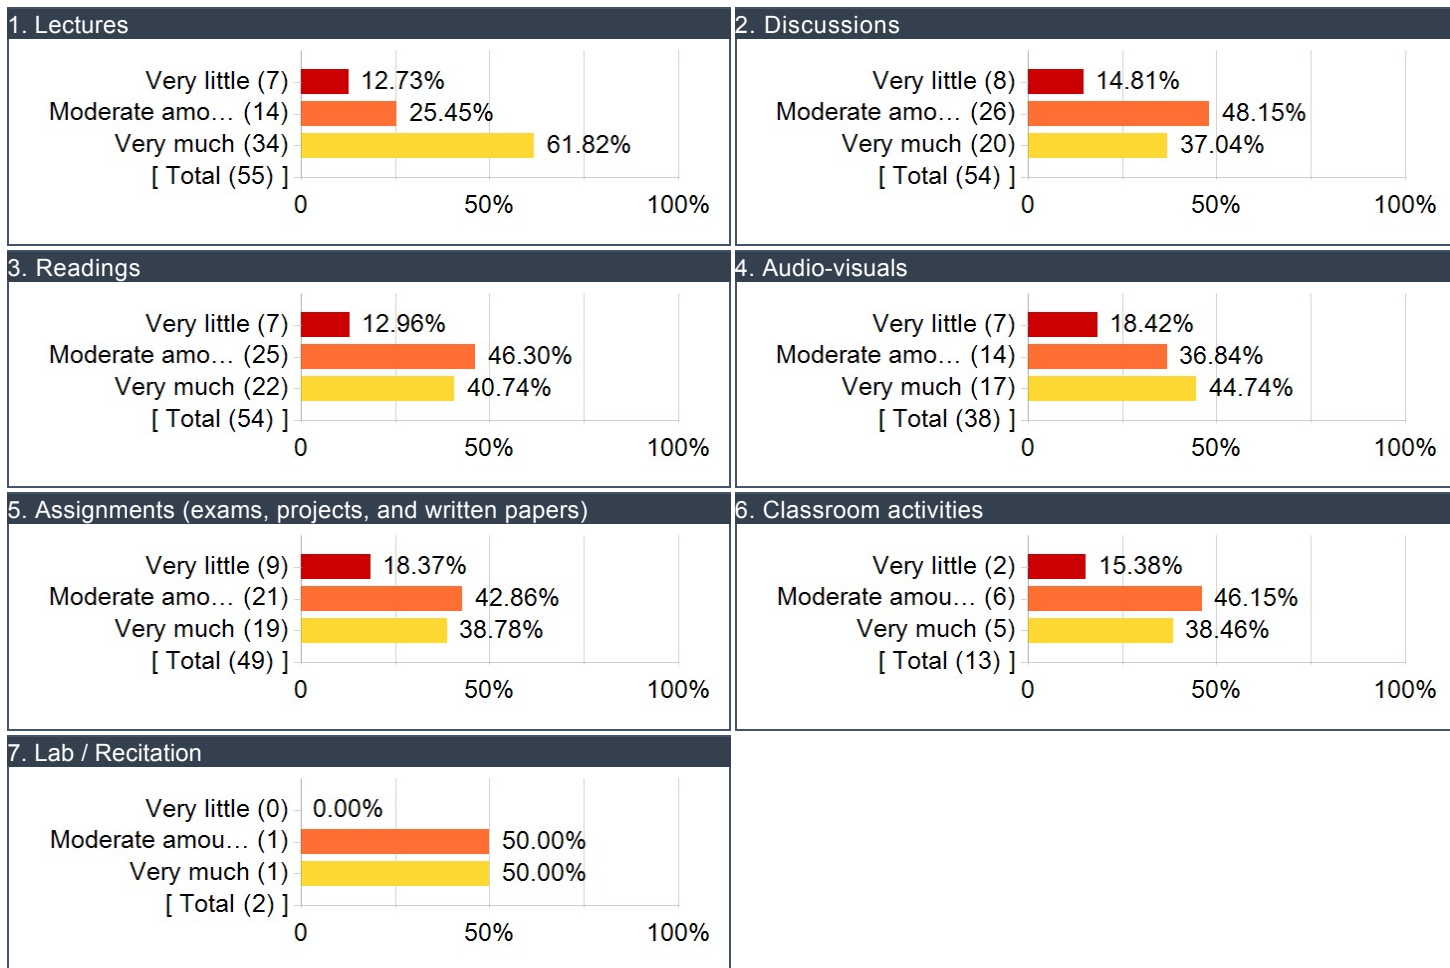 1. Lectures
Very little (7) 12.73%
Moderate amo... (14) 25.45%
Very much (34) 61.82%
[ Total (55) ]
0 50% 100%
2. Discussions
Very little (8) 14.81%
Moderate amo... (26) 48.15%
Very much (20) 37.04%
[ Total (54) ]
0 50% 100%
3. Readings
Very little (7) 12.96%
Moderate amo... (25) 46.30%
Very much (22) 40.74%
[ Total (54) ]
0 50% 100%
4. Audio-visuals
Very little (7) 18.42%
Moderate amo... (14) 36.84%
Very much (17) 44.74%
[ Total (38) ]
0 50% 100%
5. Assignments (exams, projects, and written papers)
Very little (9) 18.37%
Moderate amo... (21) 42.86%
Very much (19) 38.78%
[ Total (49) ]
0 50% 100%
6. Classroom activities
Very little (2) 15.38%
Moderate amou... (6) 46.15%
Very much (5) 38.46%
[ Total (13) ]
0 50% 100%
7. Lab / Recitation
Very little (0) 0.00%
Moderate amou... (1) 50.00%
Very much (1) 50.00%
[ Total (2) ]
0 50% 100%